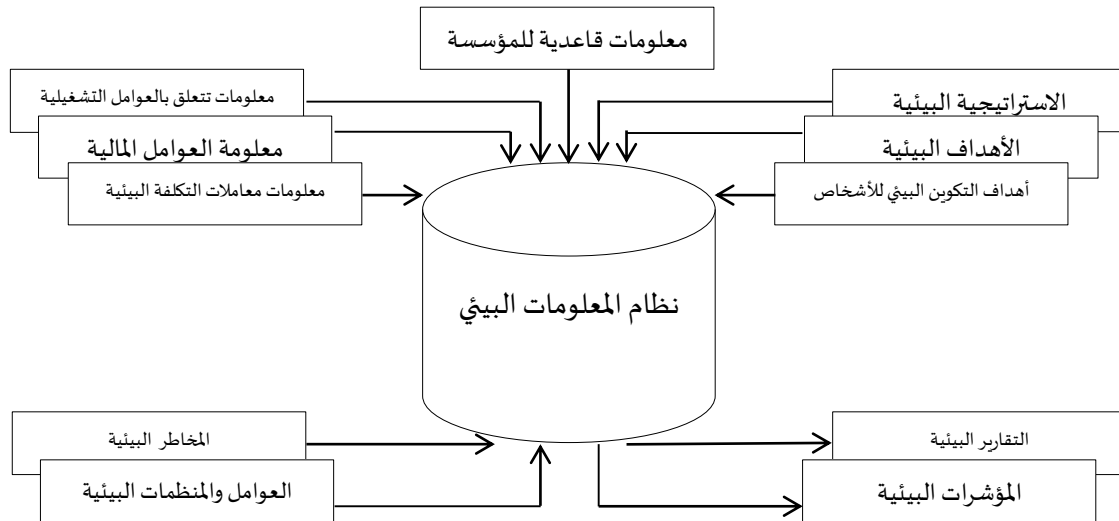 معلومات قاعدية للمؤسسة
الاستراتيجية البيئية
معلومات تتعلق بالعوامل التشغيلية
الأهداف البيئية
معلومة العوامل المالية
أهداف التكوين البيئي للأشخاص
معلومات معاملات التكلفة البيئية
نظام المعلومات البيئي
التقارير البيئية
المخاطر البيئية
المؤشرات البيئية
العوامل والمنظمات البيئية